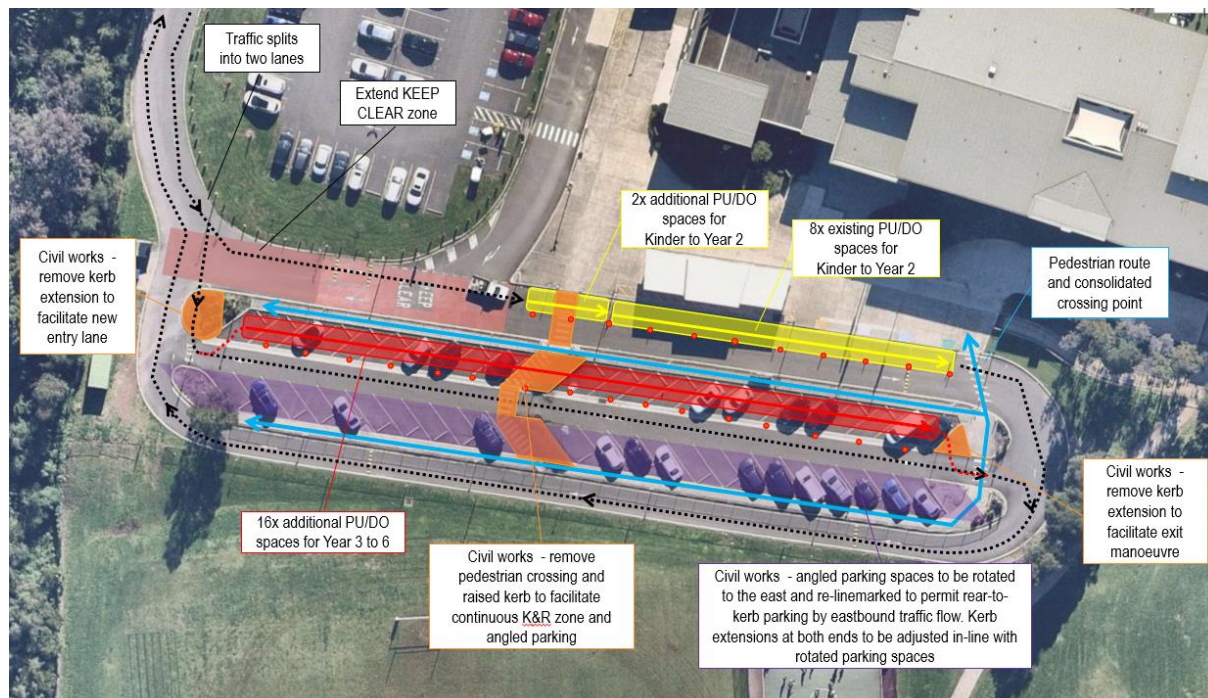 Traffic splits
into two lanes
Extend KEEP
CLEAR zone
2x additional PU/DO
spaces for
Kinder to Year 2
8x existing PU/DO
spaces for
Kinder to Year 2
Pedestrian route
and consolidated
crossing point
Civil works -
remove kerb
extension to
facilitate new
entry lane
KEEP
CLEAR
16x additional PU/DO
spaces for Year 3 to 6
Civil works - remove
pedestrian crossing and
raised kerb to facilitate
continuous K&R zone and
angled parking
Civil works - angled parking spaces to be rotated
to the east and re-linemarked to permit rear-to-
kerb parking by eastbound traffic flow. Kerb
extensions at both ends to be adjusted in-line with
rotated parking spaces
Civil works -
remove kerb
extension to
facilitate exit
manoeuvre